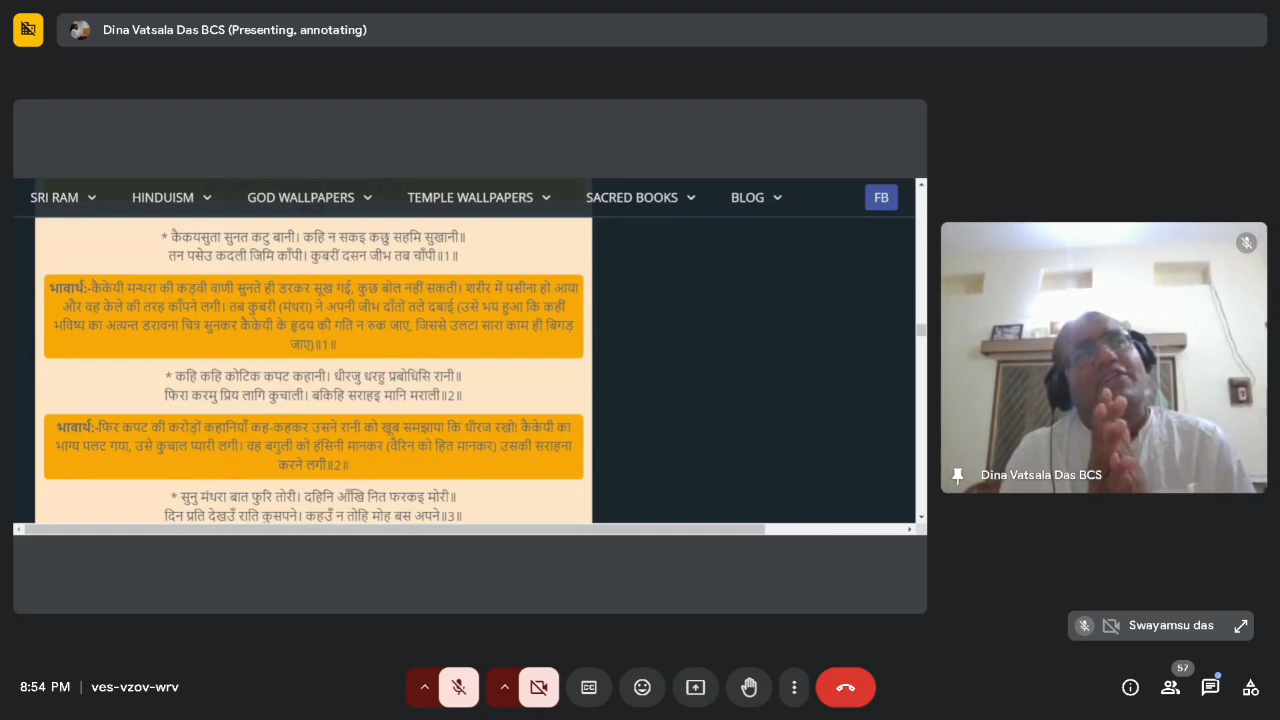 Dina Vatsala Das BCS (Presenting, annotating)
SRI RAM HINDUISM GOD WALLPAPERS TEMPLE WALLPAPERS SACRED BOOKS BLOG FB
* कैकयसुता सुनत कटु बानी। कहि न सकइ कछु सहमि सुखानी॥
तन पसेउ कदली जिमि काँपी। कुबरीं दसन जीभ तब चाँपी॥1॥
भावार्थ:-कैकेयी मन्थरा की कड़वी वाणी सुनते ही डरकर सूख गई, कुछ बोल नहीं सकती। शरीर में पसीना हो आया
और वह केले की तरह काँपने लगी। तब कुबरी (मंथरा) ने अपनी जीभ दाँतों तले दबाई (उसे भय हुआ कि कहीं
भविष्य का अत्यन्त डरावना चित्र सुनकर कैकेयी के हृदय की गति न रुक जाए, जिससे उलटा सारा काम ही बिगड़
जाए)॥1॥
* कहि कहि कोटिक कपट कहानी। धीरजु धरहु प्रबोधिसि रानी॥
फिरा करमु प्रिय लागि कुचाली। बकिहि सराहइ मानि मराली॥2॥
भावार्थ:-फिर कपट की करोड़ों कहानियाँ कह-कहकर उसने रानी को खूब समझाया कि धीरज रखो! कैकेयी का
भाग्य पलट गया, उसे कुचाल प्यारी लगी। वह बगुली को हंसिनी मानकर (वैरिन को हित मानकर) उसकी सराहना
करने लगी॥2॥
* सुनु मंथरा बात फुरि तोरी। दहिनि आँखि नित फरकइ मोरी॥
दिन प्रति देखउँ राति कुसपने। कहउँ न तोहि मोह बस अपने॥3॥
Dina Vatsala Das BCS
Swayamsu das
8:54 PM ves-vzov-wrv
57